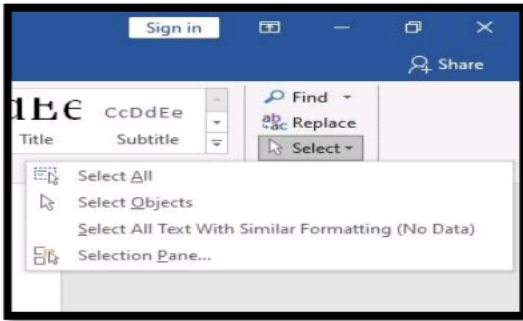 Sign in
Share
dEe CcDdEe
Title Subtitle
Find
Replace
Select
Select All
Select Objects
Select All Text With Similar Formatting (No Data)
Selection Pane...